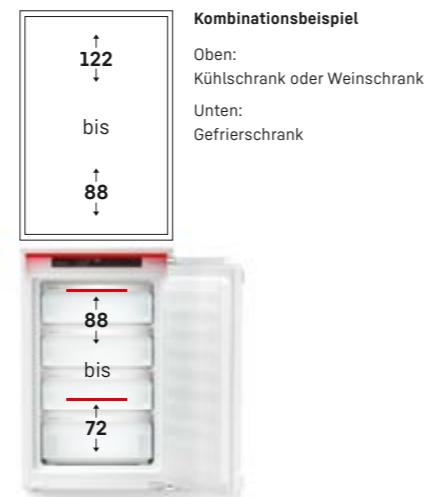 Kombinationsbeispiel
Oben:
Kühlschrank oder Weinschrank
Unten:
Gefrierschrank
122
bis
88
88
bis
72